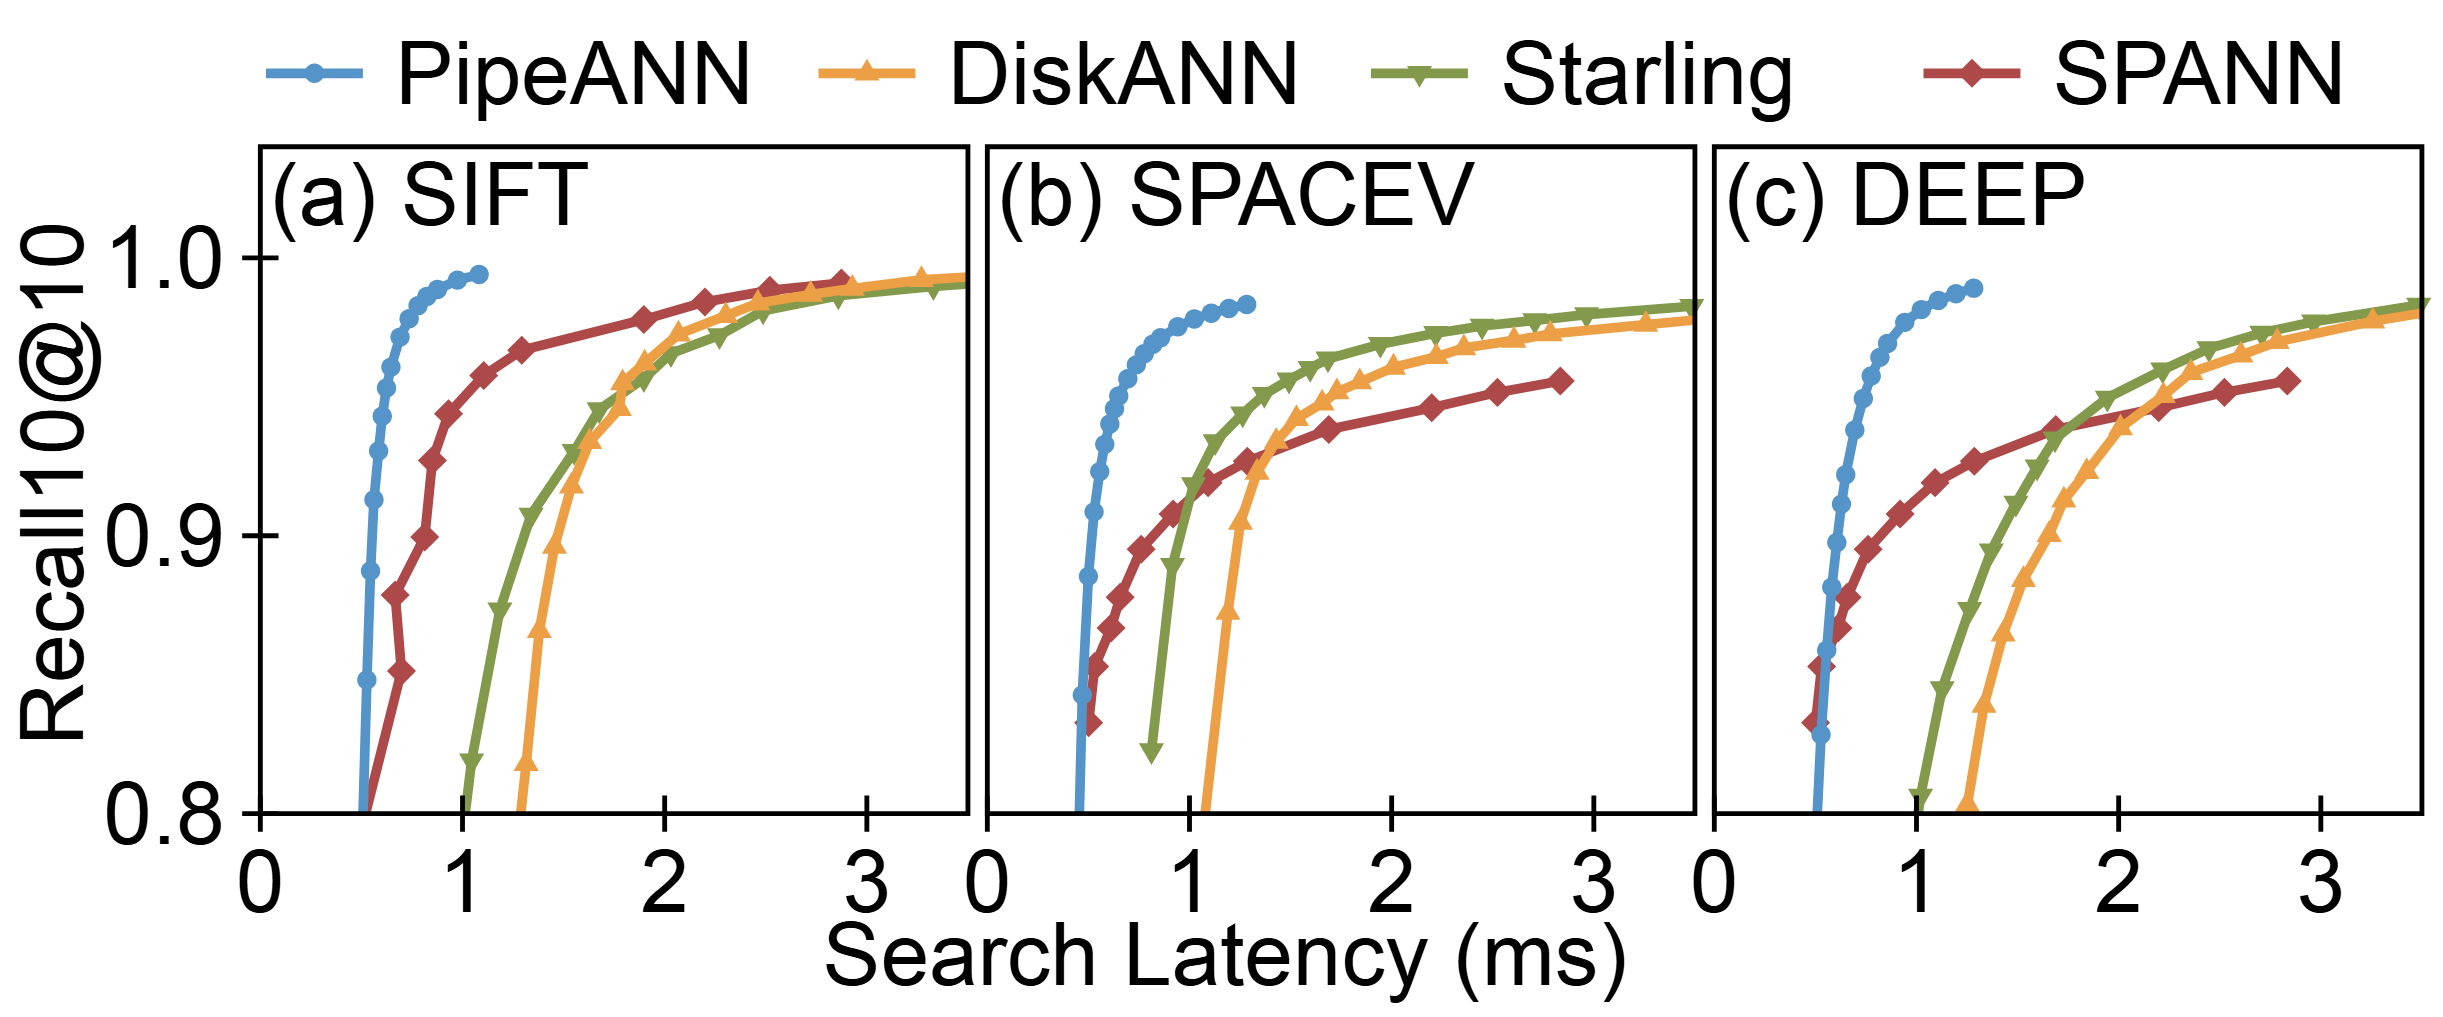 PipeANN DiskANN Starling SPANN
(a) SIFT (b) SPACEV (c) DEEP
Recall10@10
1.0
0.9
0.8
0 1 2 3 0 1 2 3 0 1 2 3
Search Latency (ms)